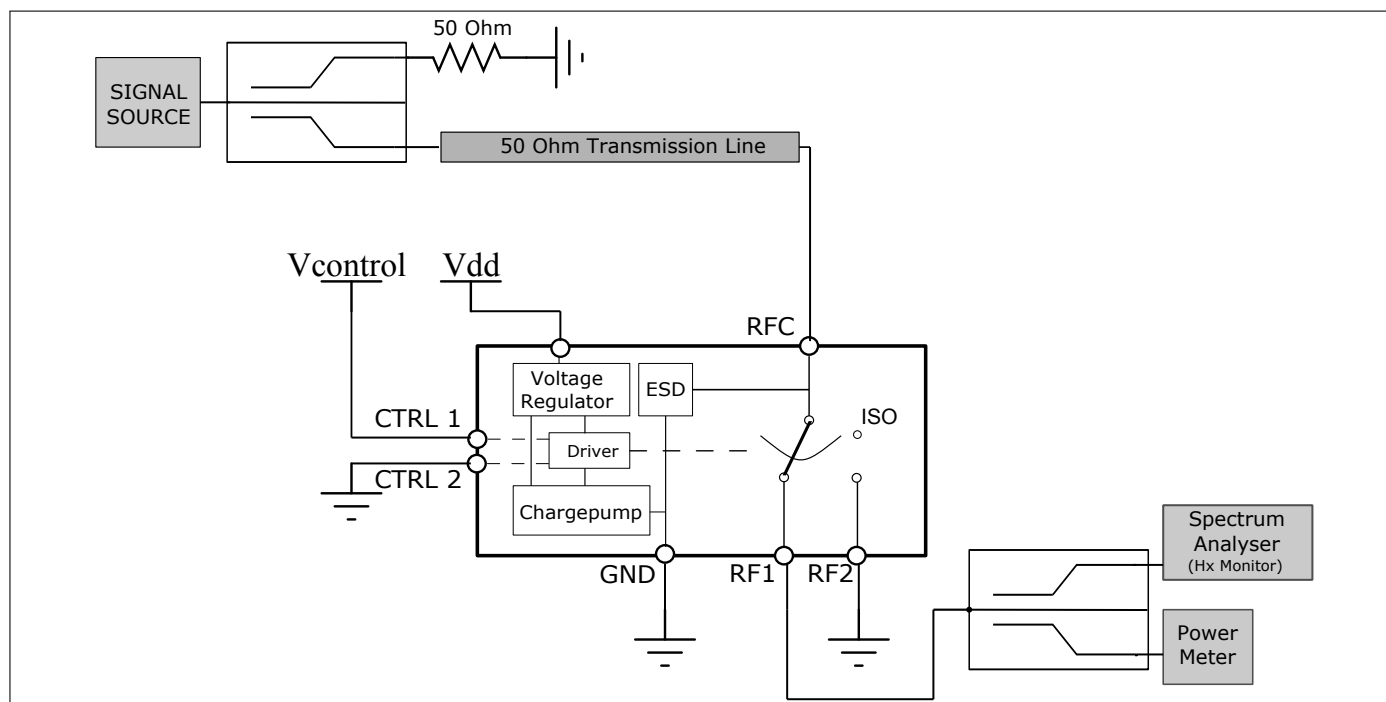 50 Ohm
SIGNAL
SOURCE
50 Ohm Transmission Line
Vcontrol
Vdd
RFC
Voltage
Regulator
ESD
ISO
CTRL 1
Driver
CTRL 2
Chargepump
GND
RF1
RF2
Spectrum
Analyser
(Hx Monitor)
Power
Meter